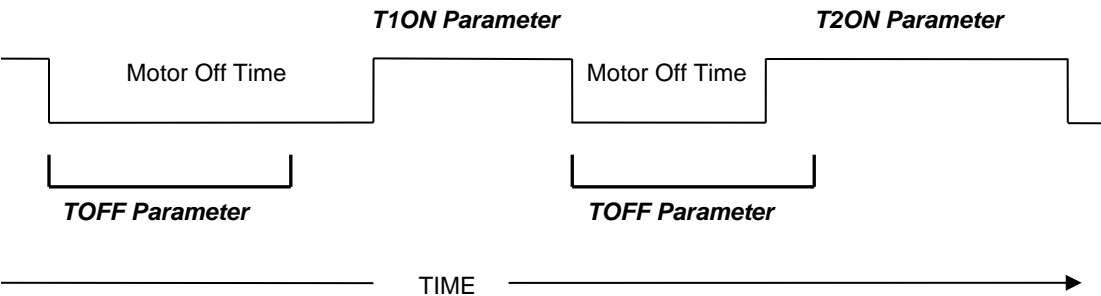 T1ON Parameter
T2ON Parameter
Motor Off Time
Motor Off Time
TOFF Parameter
TOFF Parameter
TIME